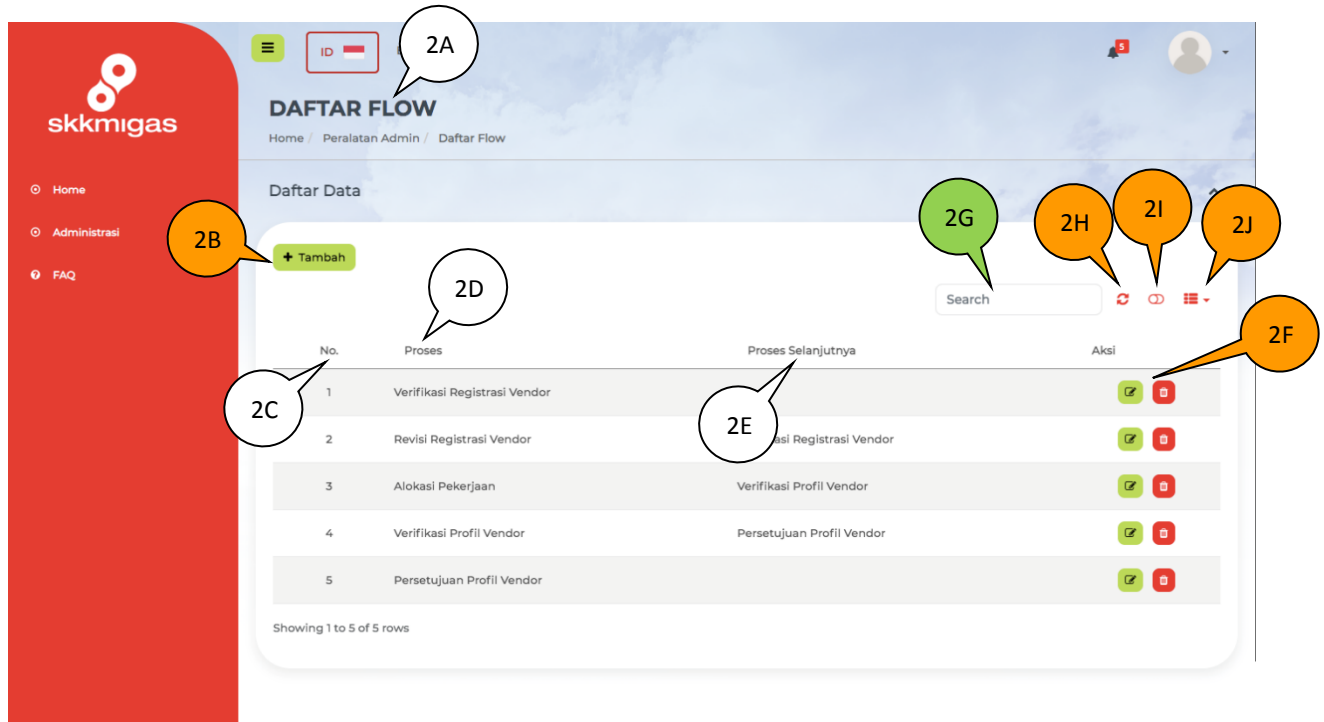 skkmigas
Home
Administrasi
FAQ
ID
2A
5
DAFTAR FLOW
Home / Peralatan Admin / Daftar Flow
Daftar Data
2B
+ Tambah
2G
2H
2I
2J
Search
2D
2F
No. Proses Proses Selanjutnya Aksi
2C
2E
1 Verifikasi Registrasi Vendor
2 Revisi Registrasi Vendor Registrasi Vendor
3 Alokasi Pekerjaan Verifikasi Profil Vendor
4 Verifikasi Profil Vendor Persetujuan Profil Vendor
5 Persetujuan Profil Vendor
Showing 1 to 5 of 5 rows